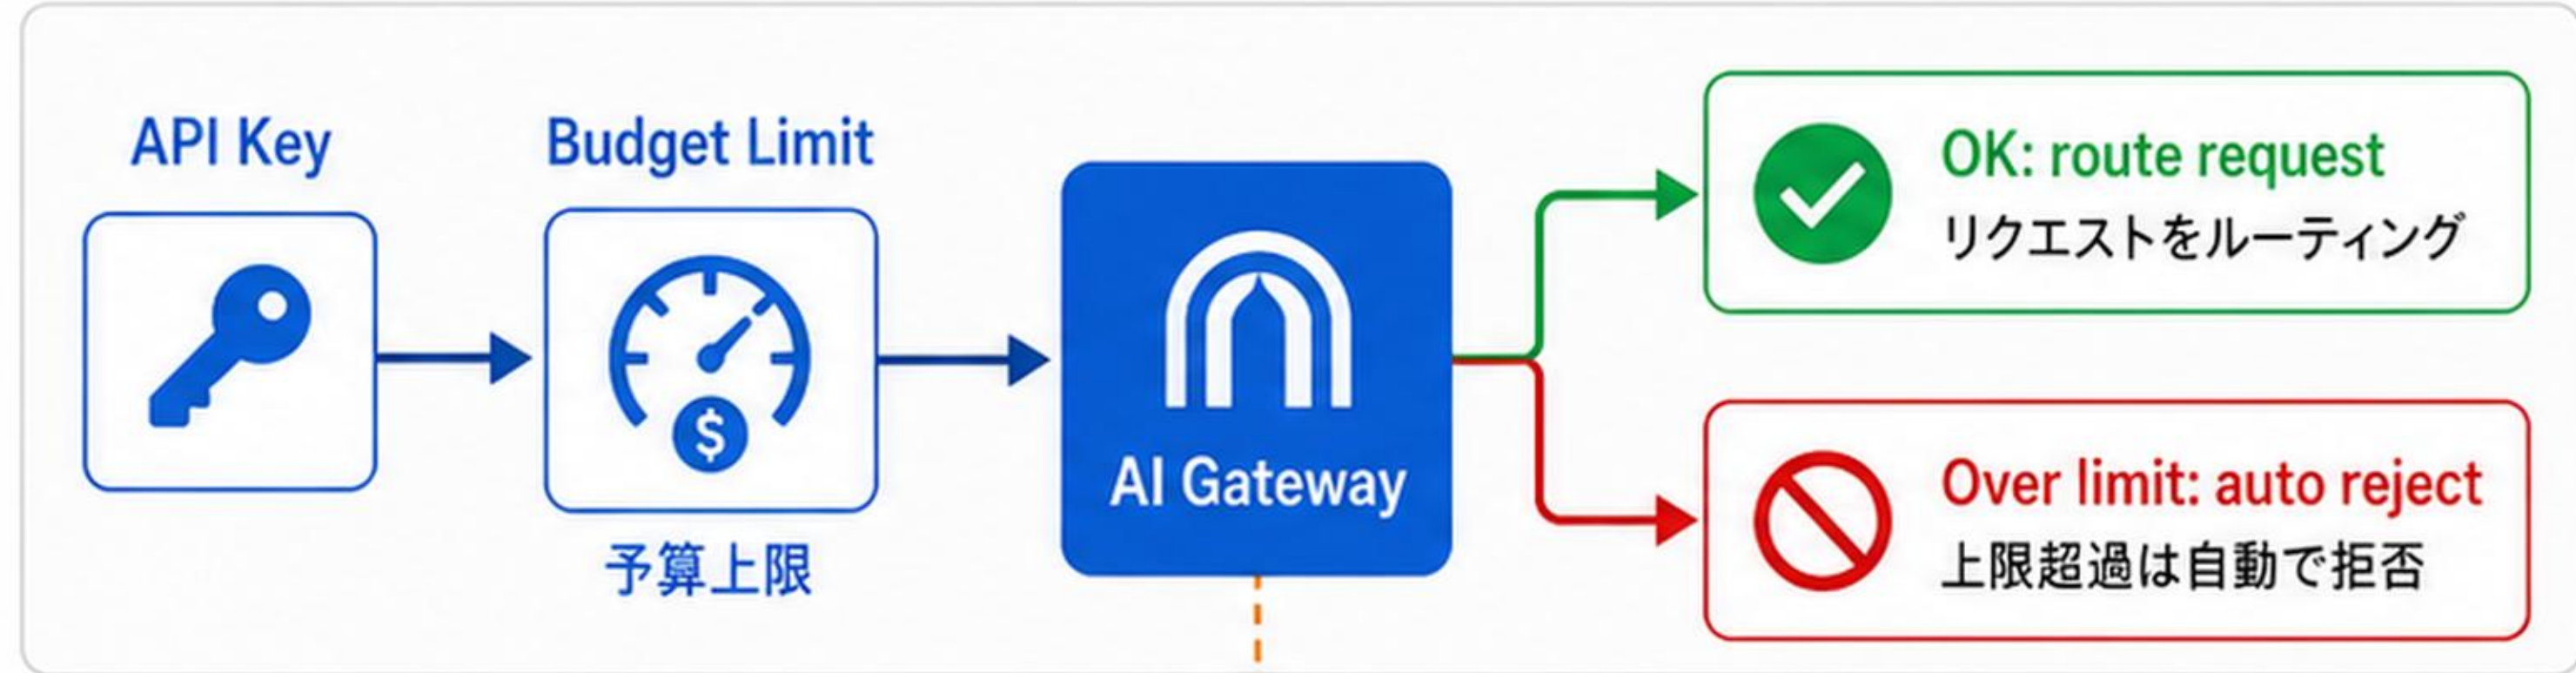 API Key
Budget Limit
$
予算上限
AI Gateway
OK: route request
リクエストをルーティング
Over limit: auto reject
上限超過は自動で拒否